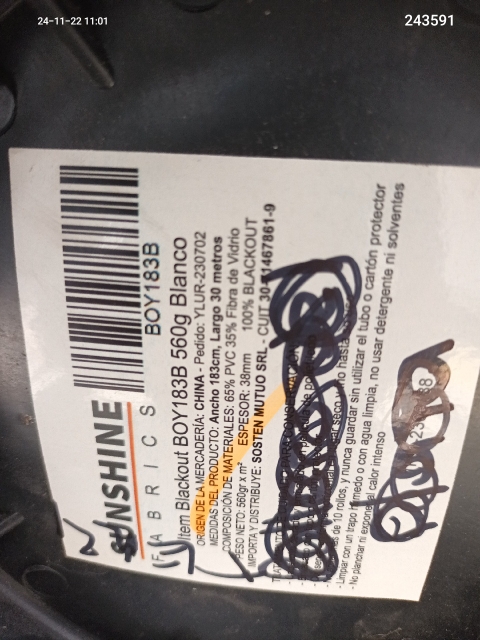 24-11-22 11:01
243591
SUNSHINE
FABRICS
BOY183B
Item Blackout BOY183B 560g Blanco
ORIGEN DE LA MERCADERÍA: CHINA - Pedido: YLUR-230702
MEDIDAS DEL PRODUCTO: Ancho 183cm, Largo 30 metros
COMPOSICIÓN DE MATERIALES: 65% PVC 35% Fibra de Vidrio
PESO NETO: 560gr x m² ESPESOR: 38mm 100% BLACKOUT
IMPORTA Y DISTRIBUYE: SOSTEN MUTUO SRL - CUIT 30-71467861-9
de 10 rollos, y nunca guardar sin utilizar el tubo o cartón protector
- Limpiar con un trapo húmedo o con agua limpia, no usar detergente ni solventes
- No planchar ni exponer al calor intenso